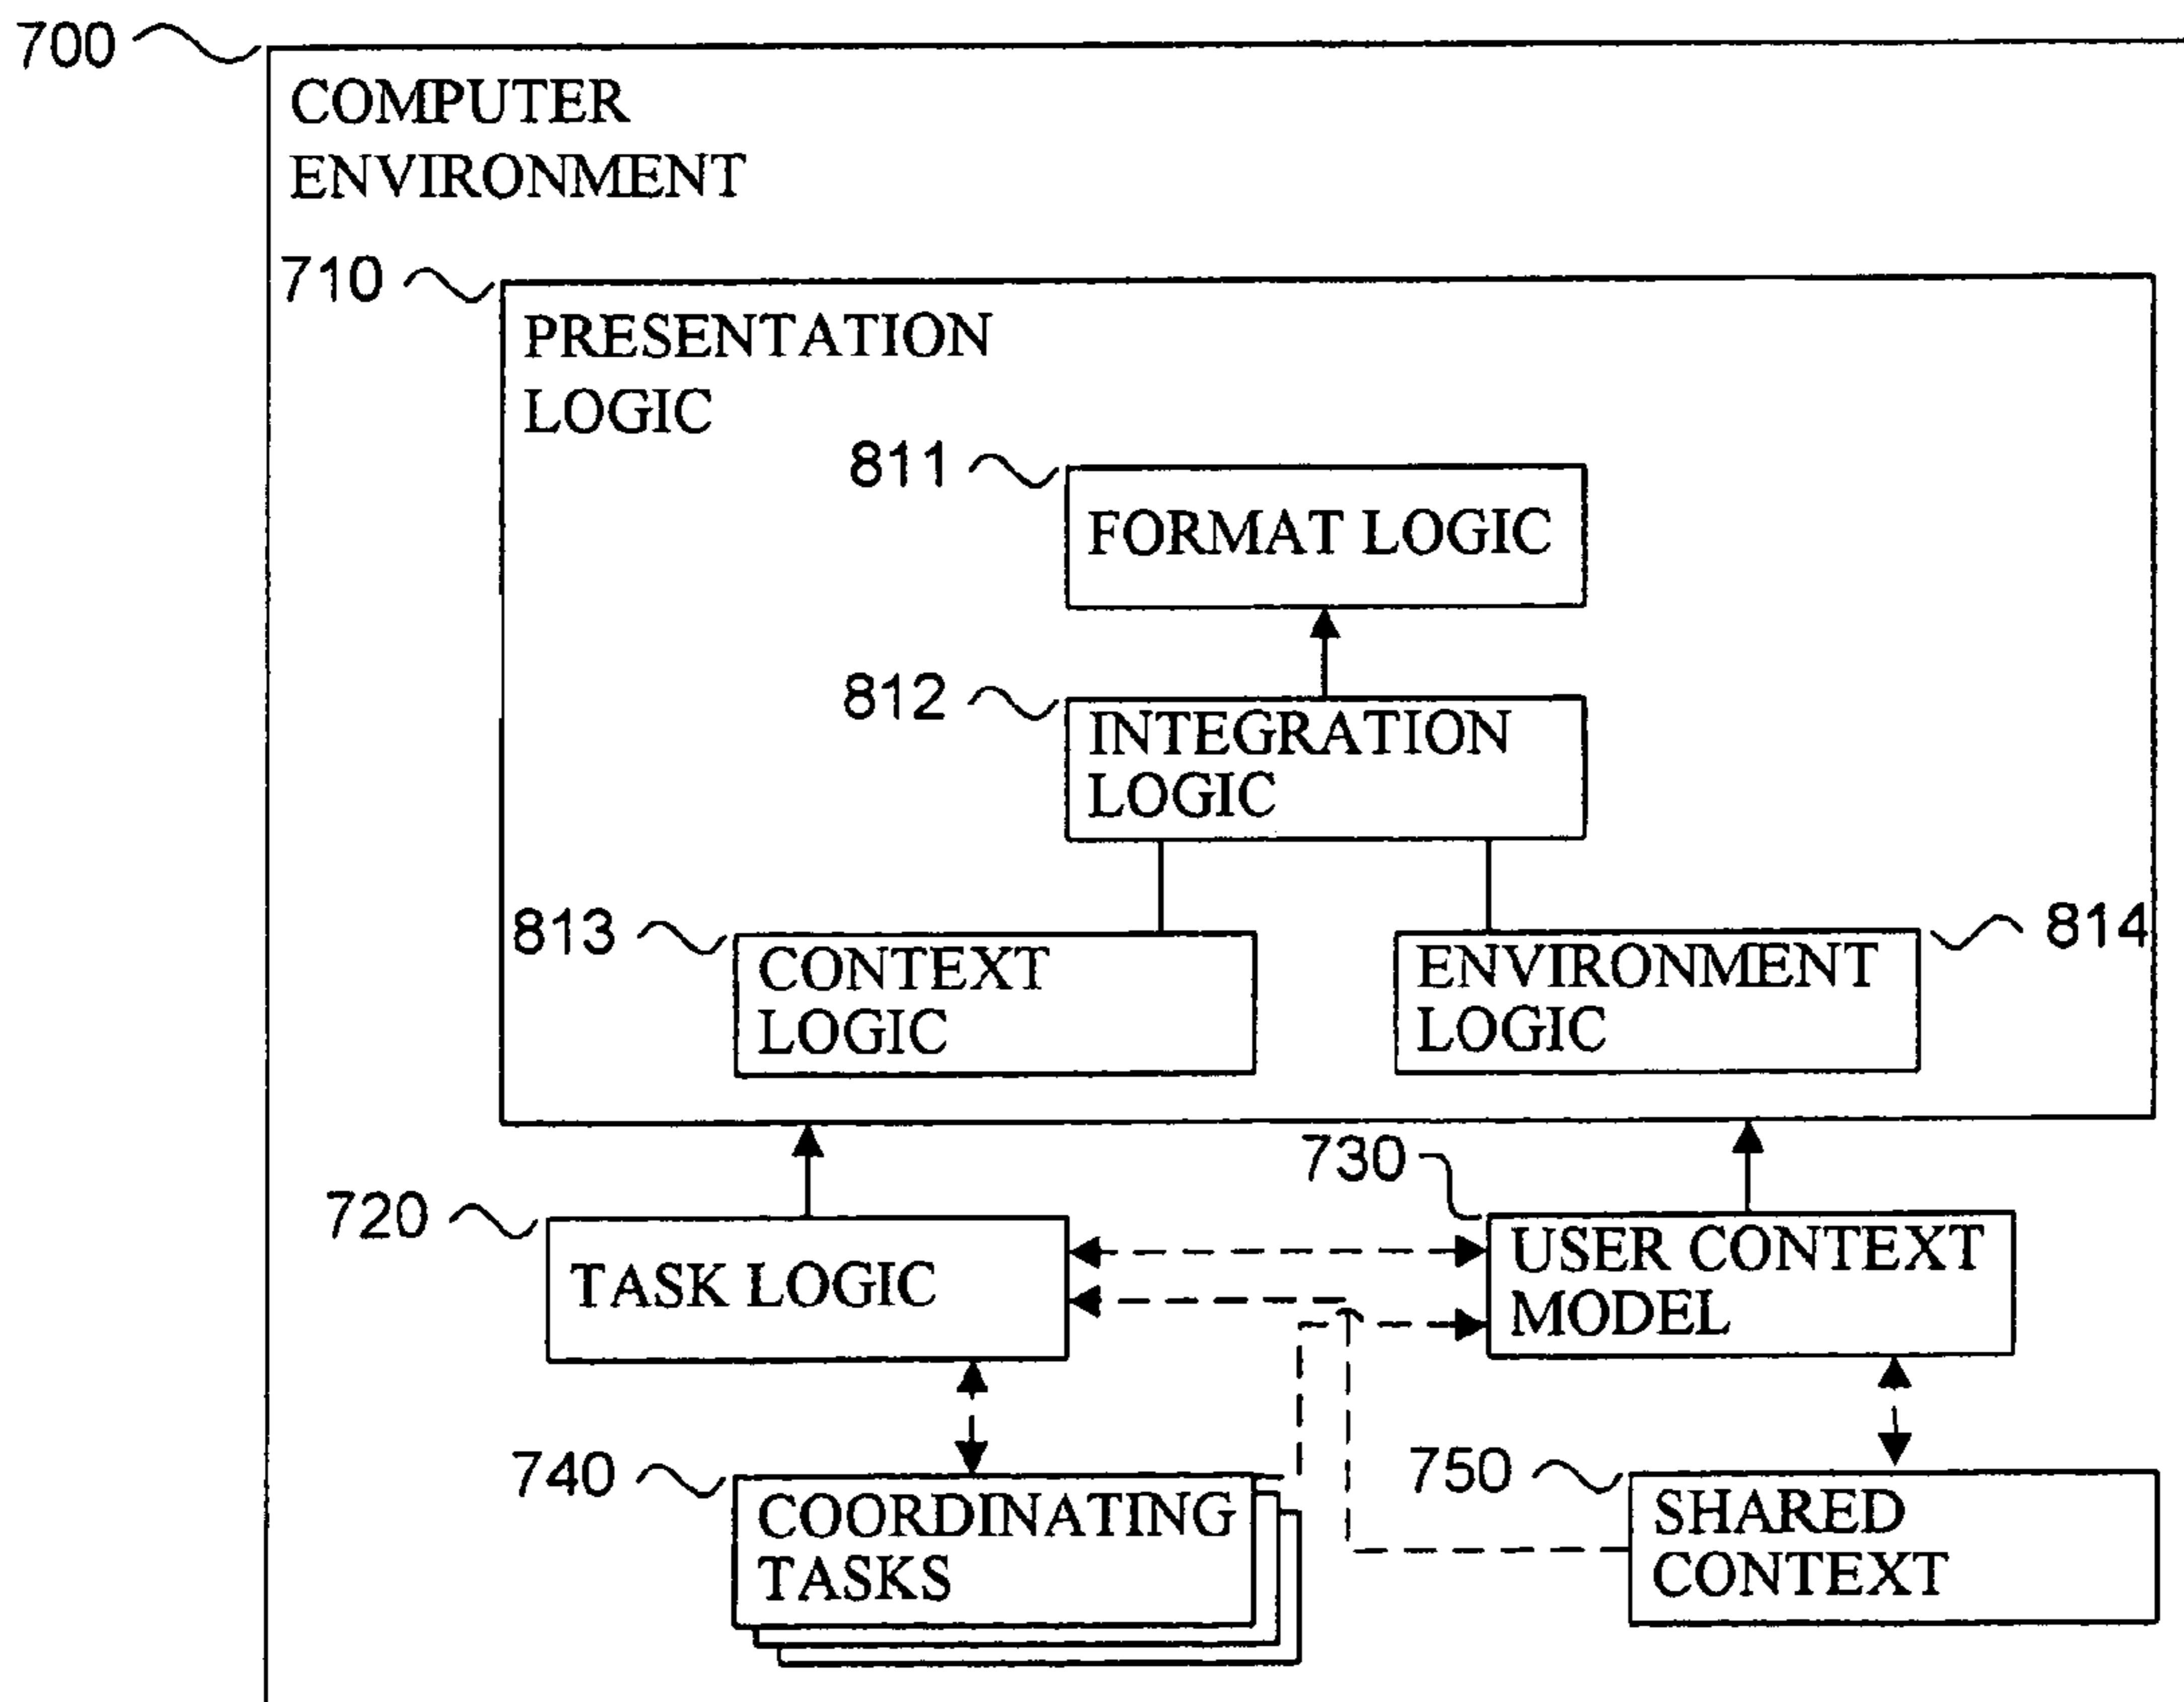 700
COMPUTER
ENVIRONMENT
710
PRESENTATION
LOGIC
811
FORMAT LOGIC
812
INTEGRATION
LOGIC
813
CONTEXT
LOGIC
ENVIRONMENT
LOGIC
814
720
TASK LOGIC
730
USER CONTEXT
MODEL
740
COORDINATING
TASKS
750
SHARED
CONTEXT